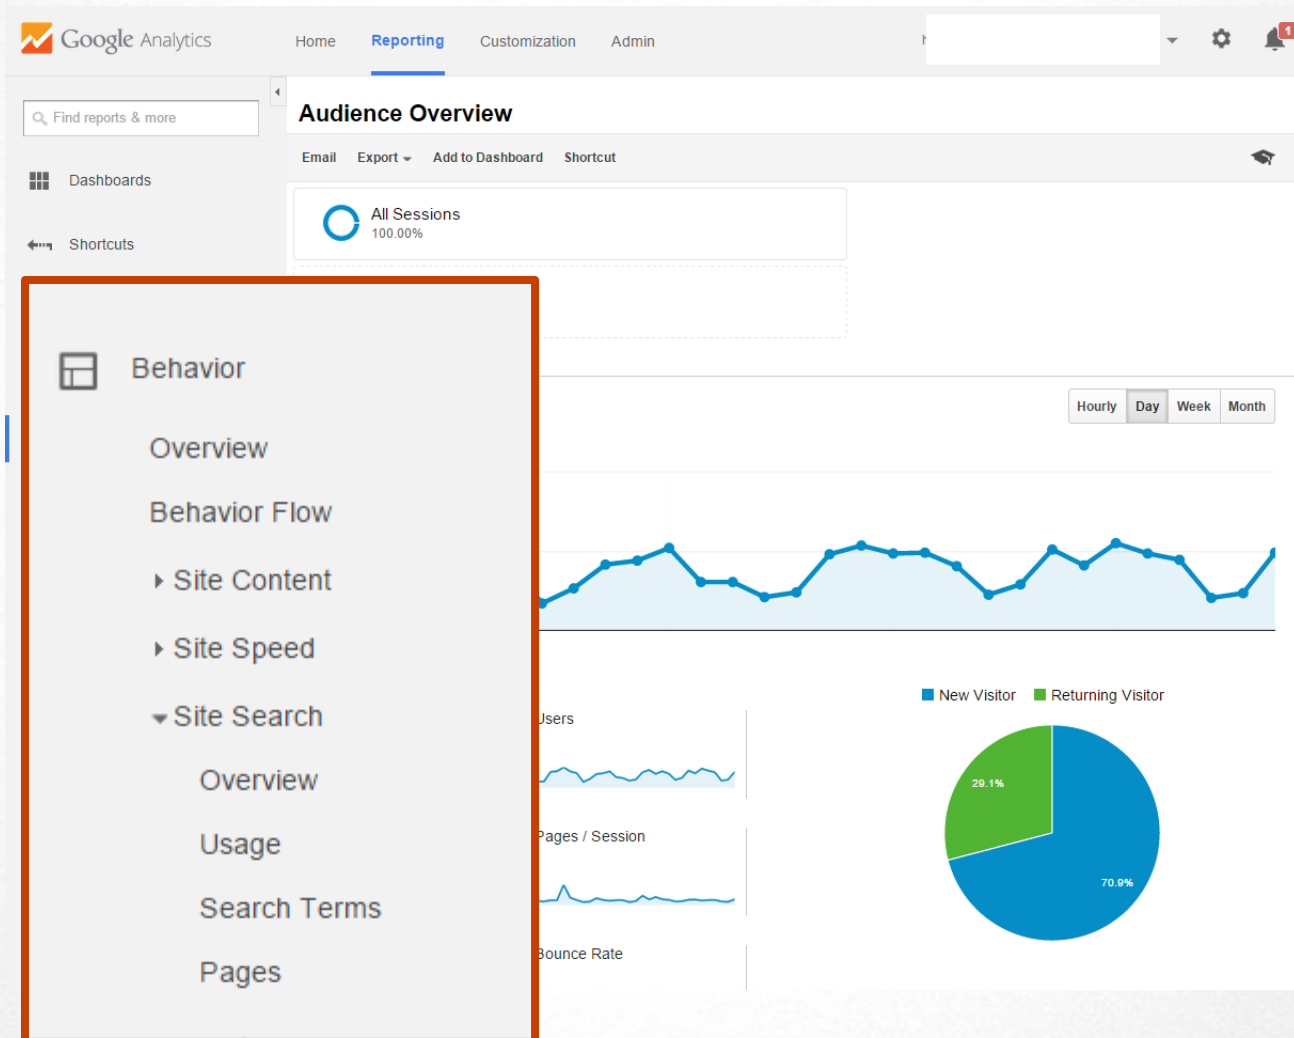 Google Analytics
Home Reporting Customization Admin
1
Find reports & more
Audience Overview
Email Export Add to Dashboard Shortcut
Dashboards
All Sessions
100.00%
Shortcuts
Behavior
Overview
Behavior Flow
Site Content
Site Speed
Site Search
Overview
Usage
Search Terms
Pages
Hourly Day Week Month
New Visitor Returning Visitor
Users
29.1%
70.9%
Pages / Session
Bounce Rate